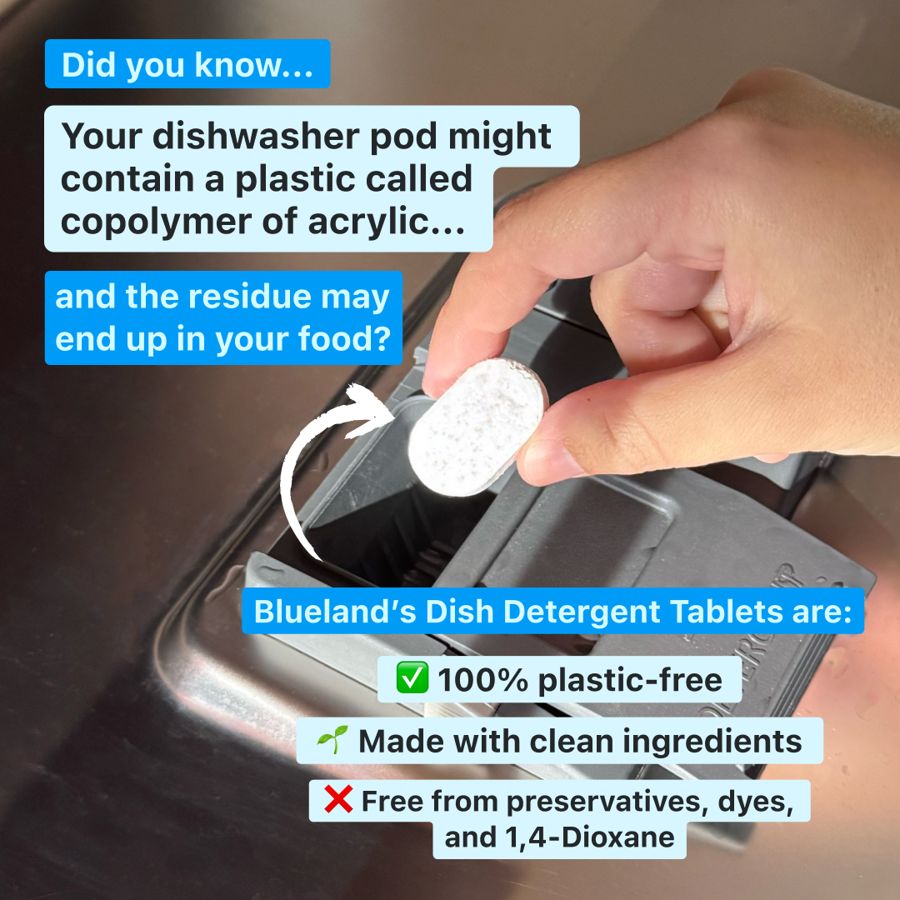 Did you know...
Your dishwasher pod might
contain a plastic called
copolymer of acrylic...
and the residue may
end up in your food?
Blueland’s Dish Detergent Tablets are:
✅ 100% plastic-free
🌱 Made with clean ingredients
❌ Free from preservatives, dyes,
and 1,4-Dioxane